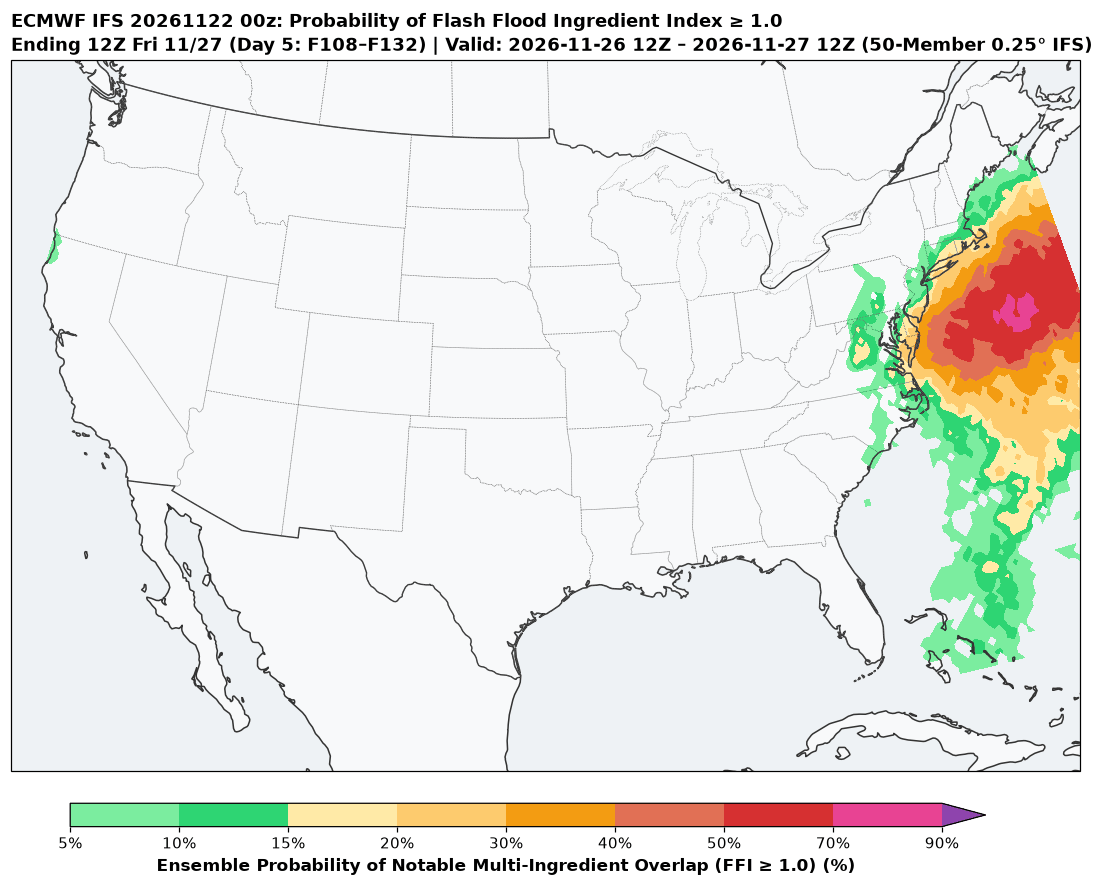 ECMWF IFS 20261122 00z: Probability of Flash Flood Ingredient Index ≥ 1.0
Ending 12Z Fri 11/27 (Day 5: F108–F132) | Valid: 2026-11-26 12Z – 2026-11-27 12Z (50-Member 0.25° IFS)
5% 10% 15% 20% 30% 40% 50% 70% 90%
Ensemble Probability of Notable Multi-Ingredient Overlap (FFI ≥ 1.0) (%)